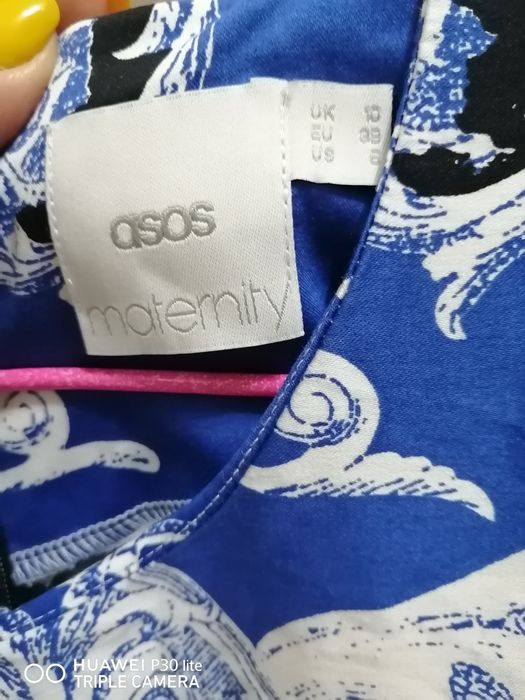 asos
maternity
UK 10
EU 38
US 6
HUAWEI P30 lite
TRIPLE CAMERA